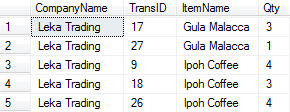 CompanyName TransID ItemName Qty
1 Leka Trading 17 Gula Malacca 3
2 Leka Trading 27 Gula Malacca 1
3 Leka Trading 9 Ipoh Coffee 4
4 Leka Trading 18 Ipoh Coffee 3
5 Leka Trading 26 Ipoh Coffee 4